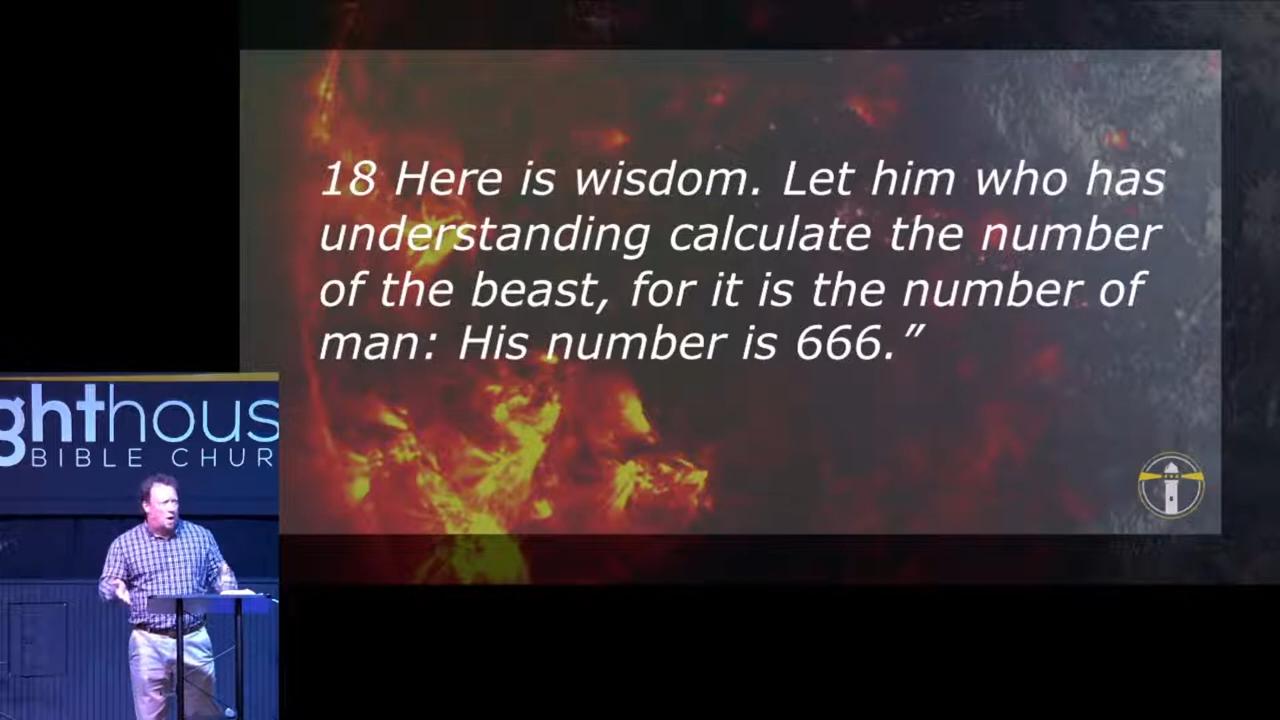 18 Here is wisdom. Let him who has
understanding calculate the number
of the beast, for it is the number of
man: His number is 666.”
ghthous
BIBLE CHUR